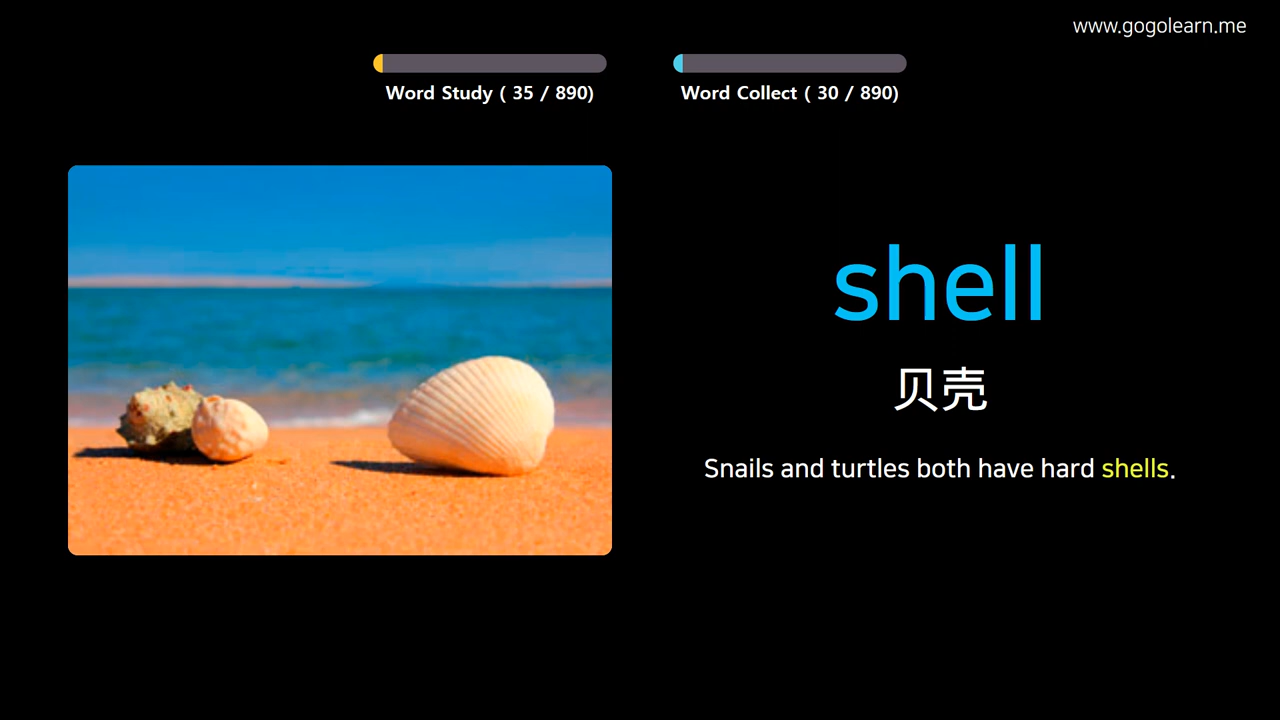 www.gogolearn.me
Word Study ( 35 / 890)
Word Collect ( 30 / 890)
shell
贝壳
Snails and turtles both have hard shells.